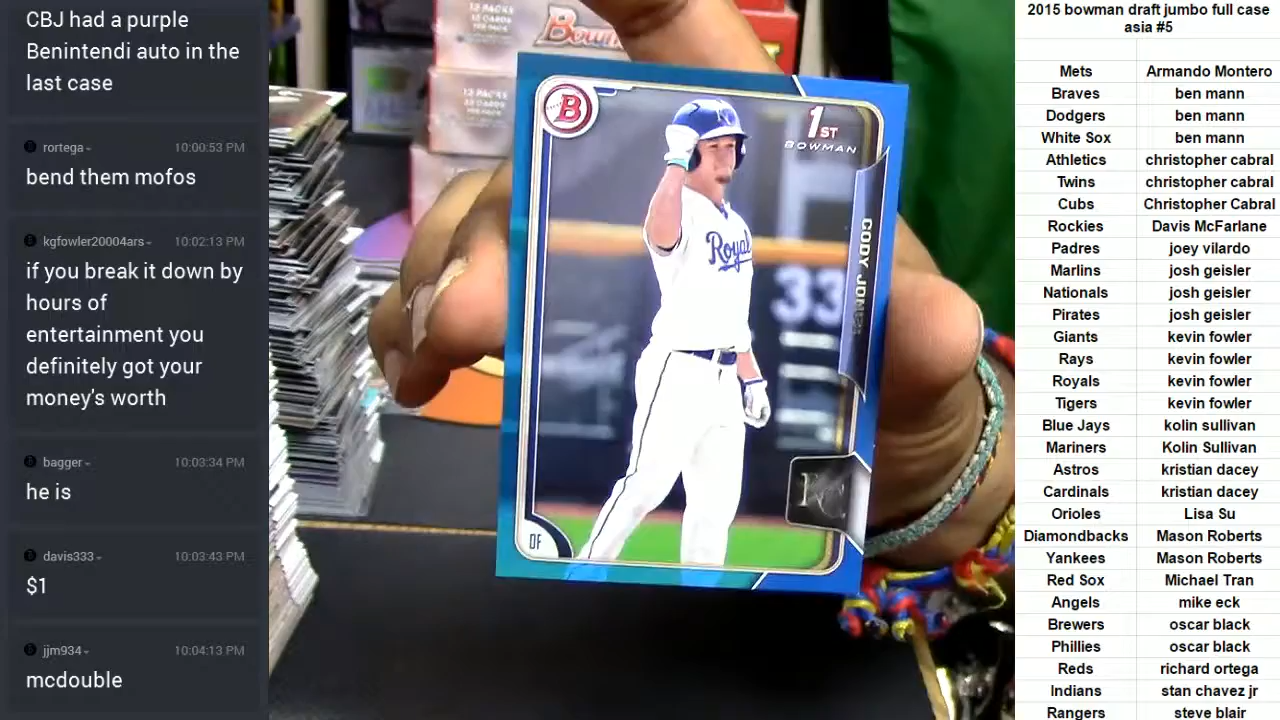 CBJ had a purple
Benintendi auto in the
last case
rortega 10:00:53 PM
bend them mofos
kgfowler20004ars 10:02:13 PM
if you break it down by
hours of
entertainment you
definitely got your
money's worth
bagger 10:03:34 PM
he is
davis333 10:03:43 PM
$1
jjm934 10:04:13 PM
mcdouble
12 PACKS
12 PACKS
Bowm
B
1ST
BOWMAN
CODY JONES
Royals
33
KC
OF
2015 bowman draft jumbo full case
asia #5
Mets Armando Montero
Braves ben mann
Dodgers ben mann
White Sox ben mann
Athletics christopher cabral
Twins christopher cabral
Cubs Christopher Cabral
Rockies Davis McFarlane
Padres joey vilardo
Marlins josh geisler
Nationals josh geisler
Pirates josh geisler
Giants kevin fowler
Rays kevin fowler
Royals kevin fowler
Tigers kevin fowler
Blue Jays kolin sullivan
Mariners Kolin Sullivan
Astros kristian dacey
Cardinals kristian dacey
Orioles Lisa Su
Diamondbacks Mason Roberts
Yankees Mason Roberts
Red Sox Michael Tran
Angels mike eck
Brewers oscar black
Phillies oscar black
Reds richard ortega
Indians stan chavez jr
Rangers steve blair